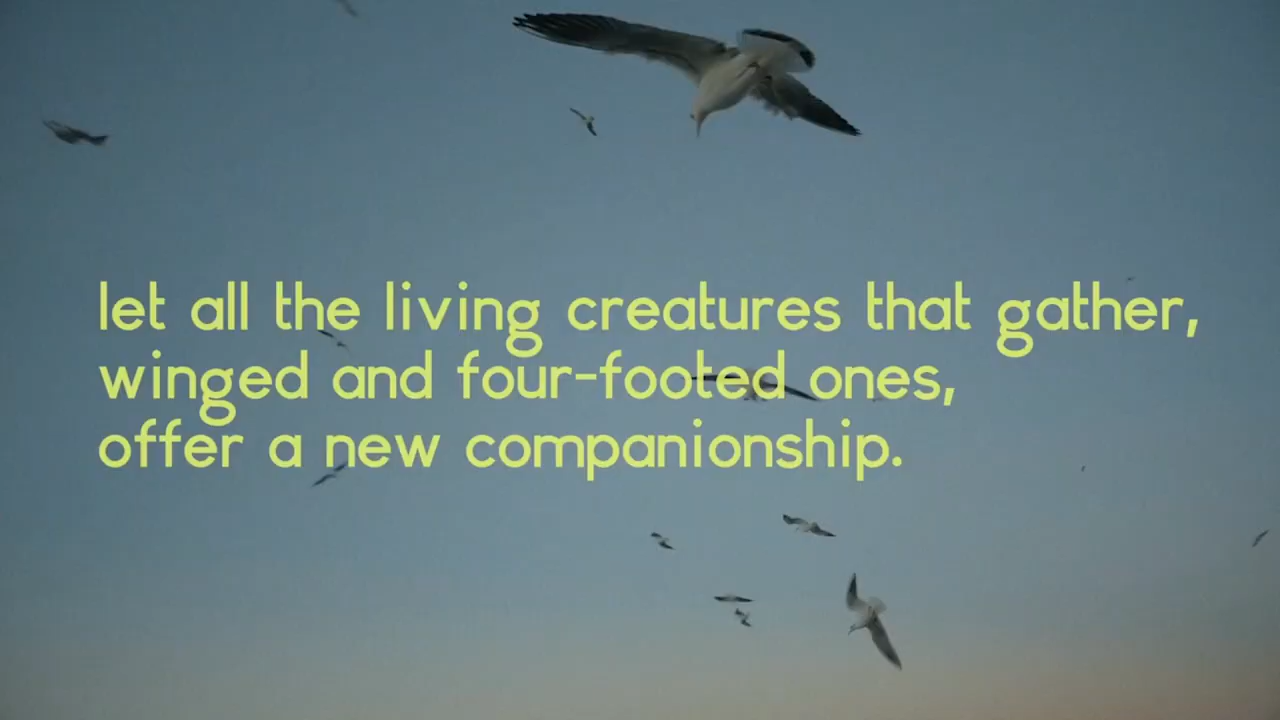 let all the living creatures that gather,
winged and four-footed ones,
offer a new companionship.